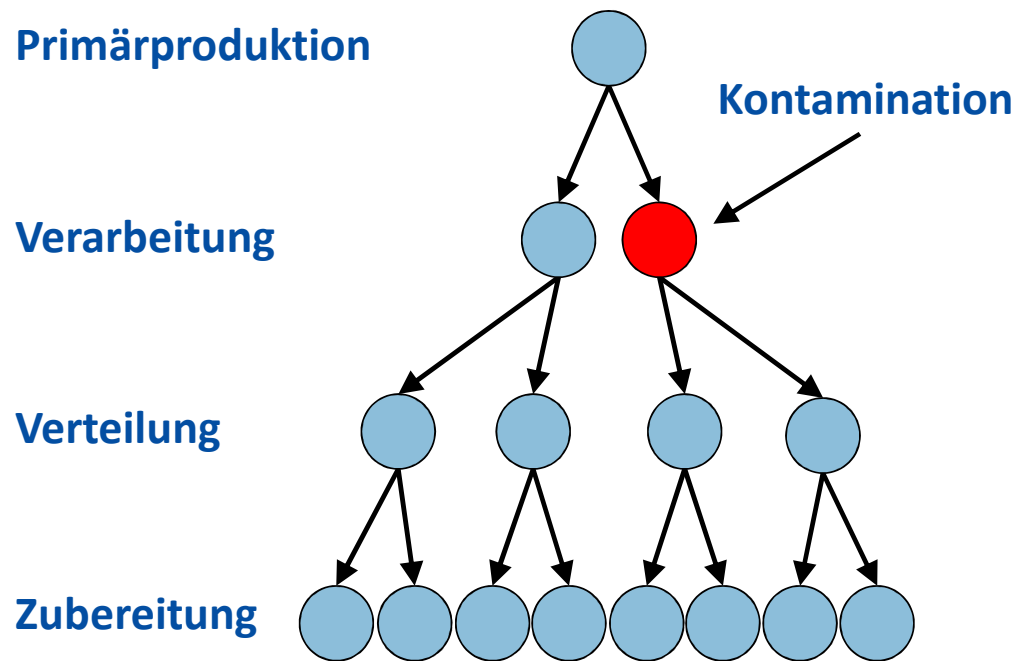 Primärproduktion
Kontamination
Verarbeitung
Verteilung
Zubereitung